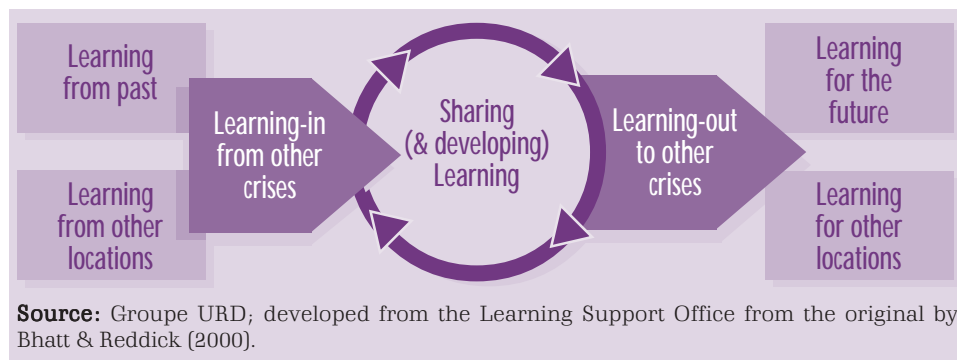 Learning
from past
Learning
from other
locations
Learning-in
from other
crises
Sharing
(& developing)
Learning
Learning-out
to other
crises
Learning
for the
future
Learning
for other
locations
Source: Groupe URD; developed from the Learning Support Office from the original by
Bhatt & Reddick (2000).